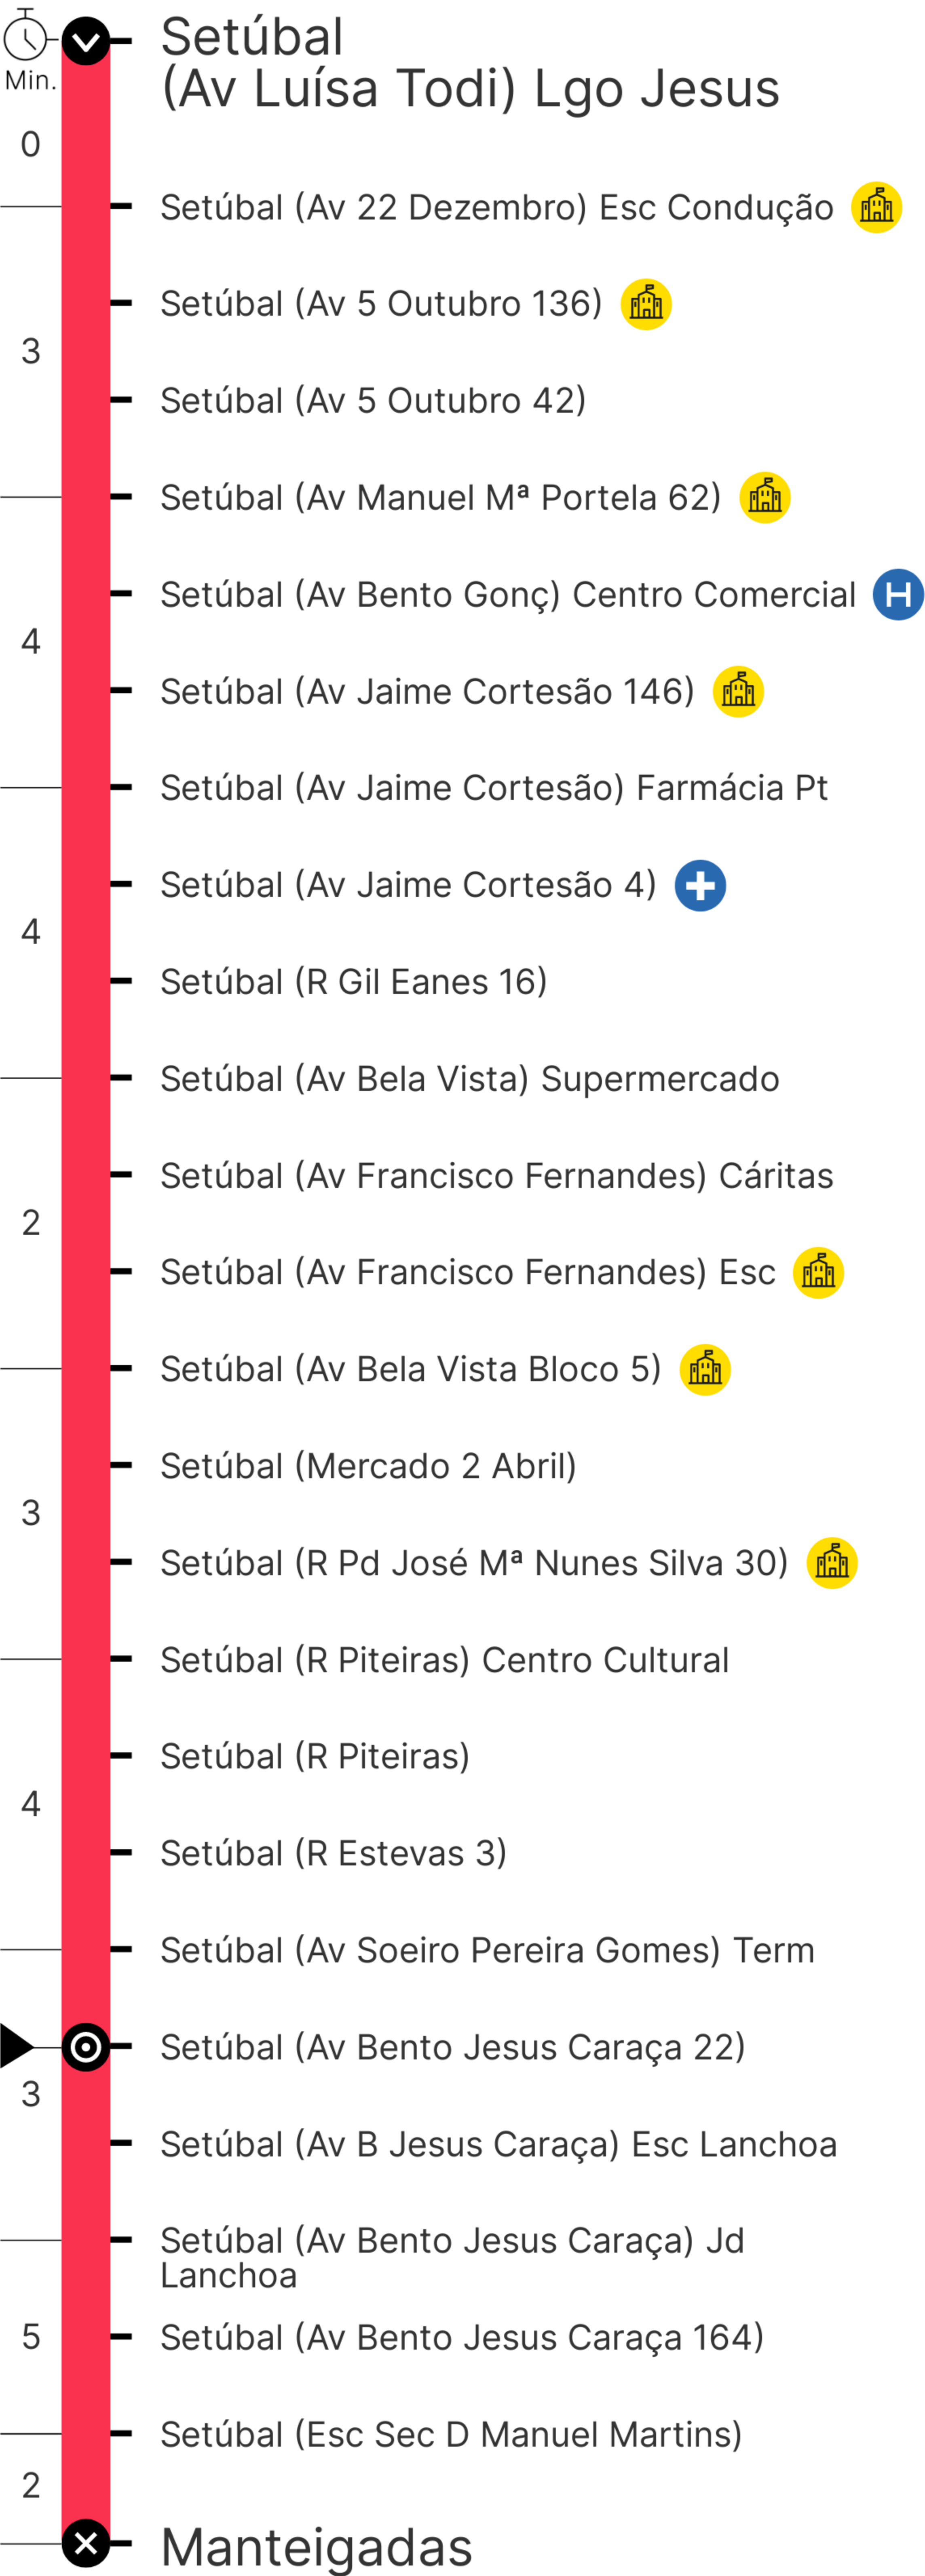 Setúbal
(Av Luísa Todi) Lgo Jesus
Min.
0
Setúbal (Av 22 Dezembro) Esc Condução
Setúbal (Av 5 Outubro 136)
3
Setúbal (Av 5 Outubro 42)
Setúbal (Av Manuel Mª Portela 62)
Setúbal (Av Bento Gonç) Centro Comercial H
4
Setúbal (Av Jaime Cortesão 146)
Setúbal (Av Jaime Cortesão) Farmácia Pt
Setúbal (Av Jaime Cortesão 4)
4
Setúbal (R Gil Eanes 16)
Setúbal (Av Bela Vista) Supermercado
Setúbal (Av Francisco Fernandes) Cáritas
2
Setúbal (Av Francisco Fernandes) Esc
Setúbal (Av Bela Vista Bloco 5)
Setúbal (Mercado 2 Abril)
3
Setúbal (R Pd José Mª Nunes Silva 30)
Setúbal (R Piteiras) Centro Cultural
Setúbal (R Piteiras)
4
Setúbal (R Estevas 3)
Setúbal (Av Soeiro Pereira Gomes) Term
Setúbal (Av Bento Jesus Caraça 22)
3
Setúbal (Av B Jesus Caraça) Esc Lanchoa
Setúbal (Av Bento Jesus Caraça) Jd
Lanchoa
5
Setúbal (Av Bento Jesus Caraça 164)
Setúbal (Esc Sec D Manuel Martins)
2
Manteigadas